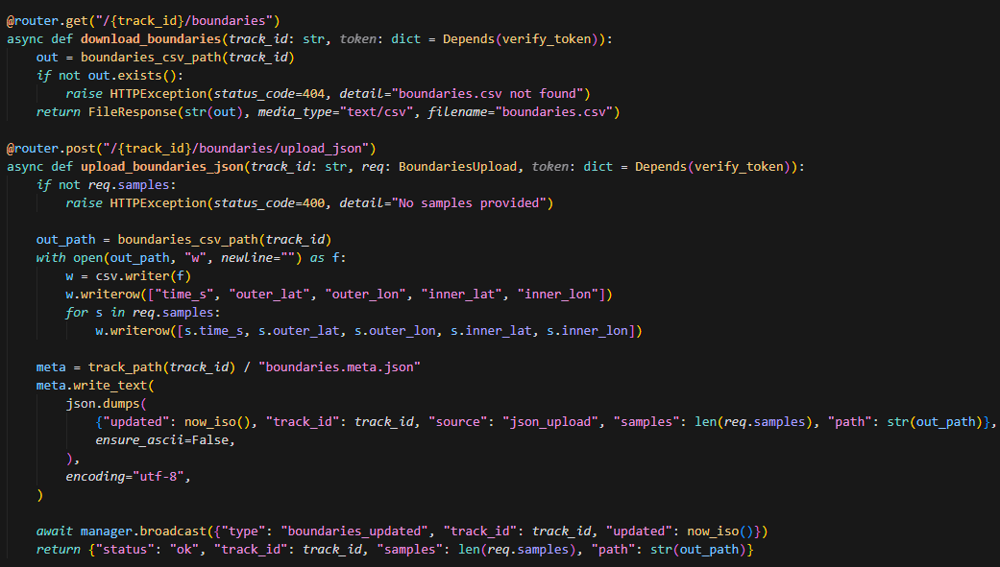 @router.get("/{track_id}/boundaries")
async def download_boundaries(track_id: str, token: dict = Depends(verify_token)):
    out = boundaries_csv_path(track_id)
    if not out.exists():
        raise HTTPException(status_code=404, detail="boundaries.csv not found")
    return FileResponse(str(out), media_type="text/csv", filename="boundaries.csv")

@router.post("/{track_id}/boundaries/upload_json")
async def upload_boundaries_json(track_id: str, req: BoundariesUpload, token: dict = Depends(verify_token)):
    if not req.samples:
        raise HTTPException(status_code=400, detail="No samples provided")

    out_path = boundaries_csv_path(track_id)
    with open(out_path, "w", newline="") as f:
        w = csv.writer(f)
        w.writerow(["time_s", "outer_lat", "outer_lon", "inner_lat", "inner_lon"])
        for s in req.samples:
            w.writerow([s.time_s, s.outer_lat, s.outer_lon, s.inner_lat, s.inner_lon])

    meta = track_path(track_id) / "boundaries.meta.json"
    meta.write_text(
        json.dumps(
            {"updated": now_iso(), "track_id": track_id, "source": "json_upload", "samples": len(req.samples), "path": str(out_path)},
            ensure_ascii=False,
        ),
        encoding="utf-8",
    )

    await manager.broadcast({"type": "boundaries_updated", "track_id": track_id, "updated": now_iso()})
    return {"status": "ok", "track_id": track_id, "samples": len(req.samples), "path": str(out_path)}